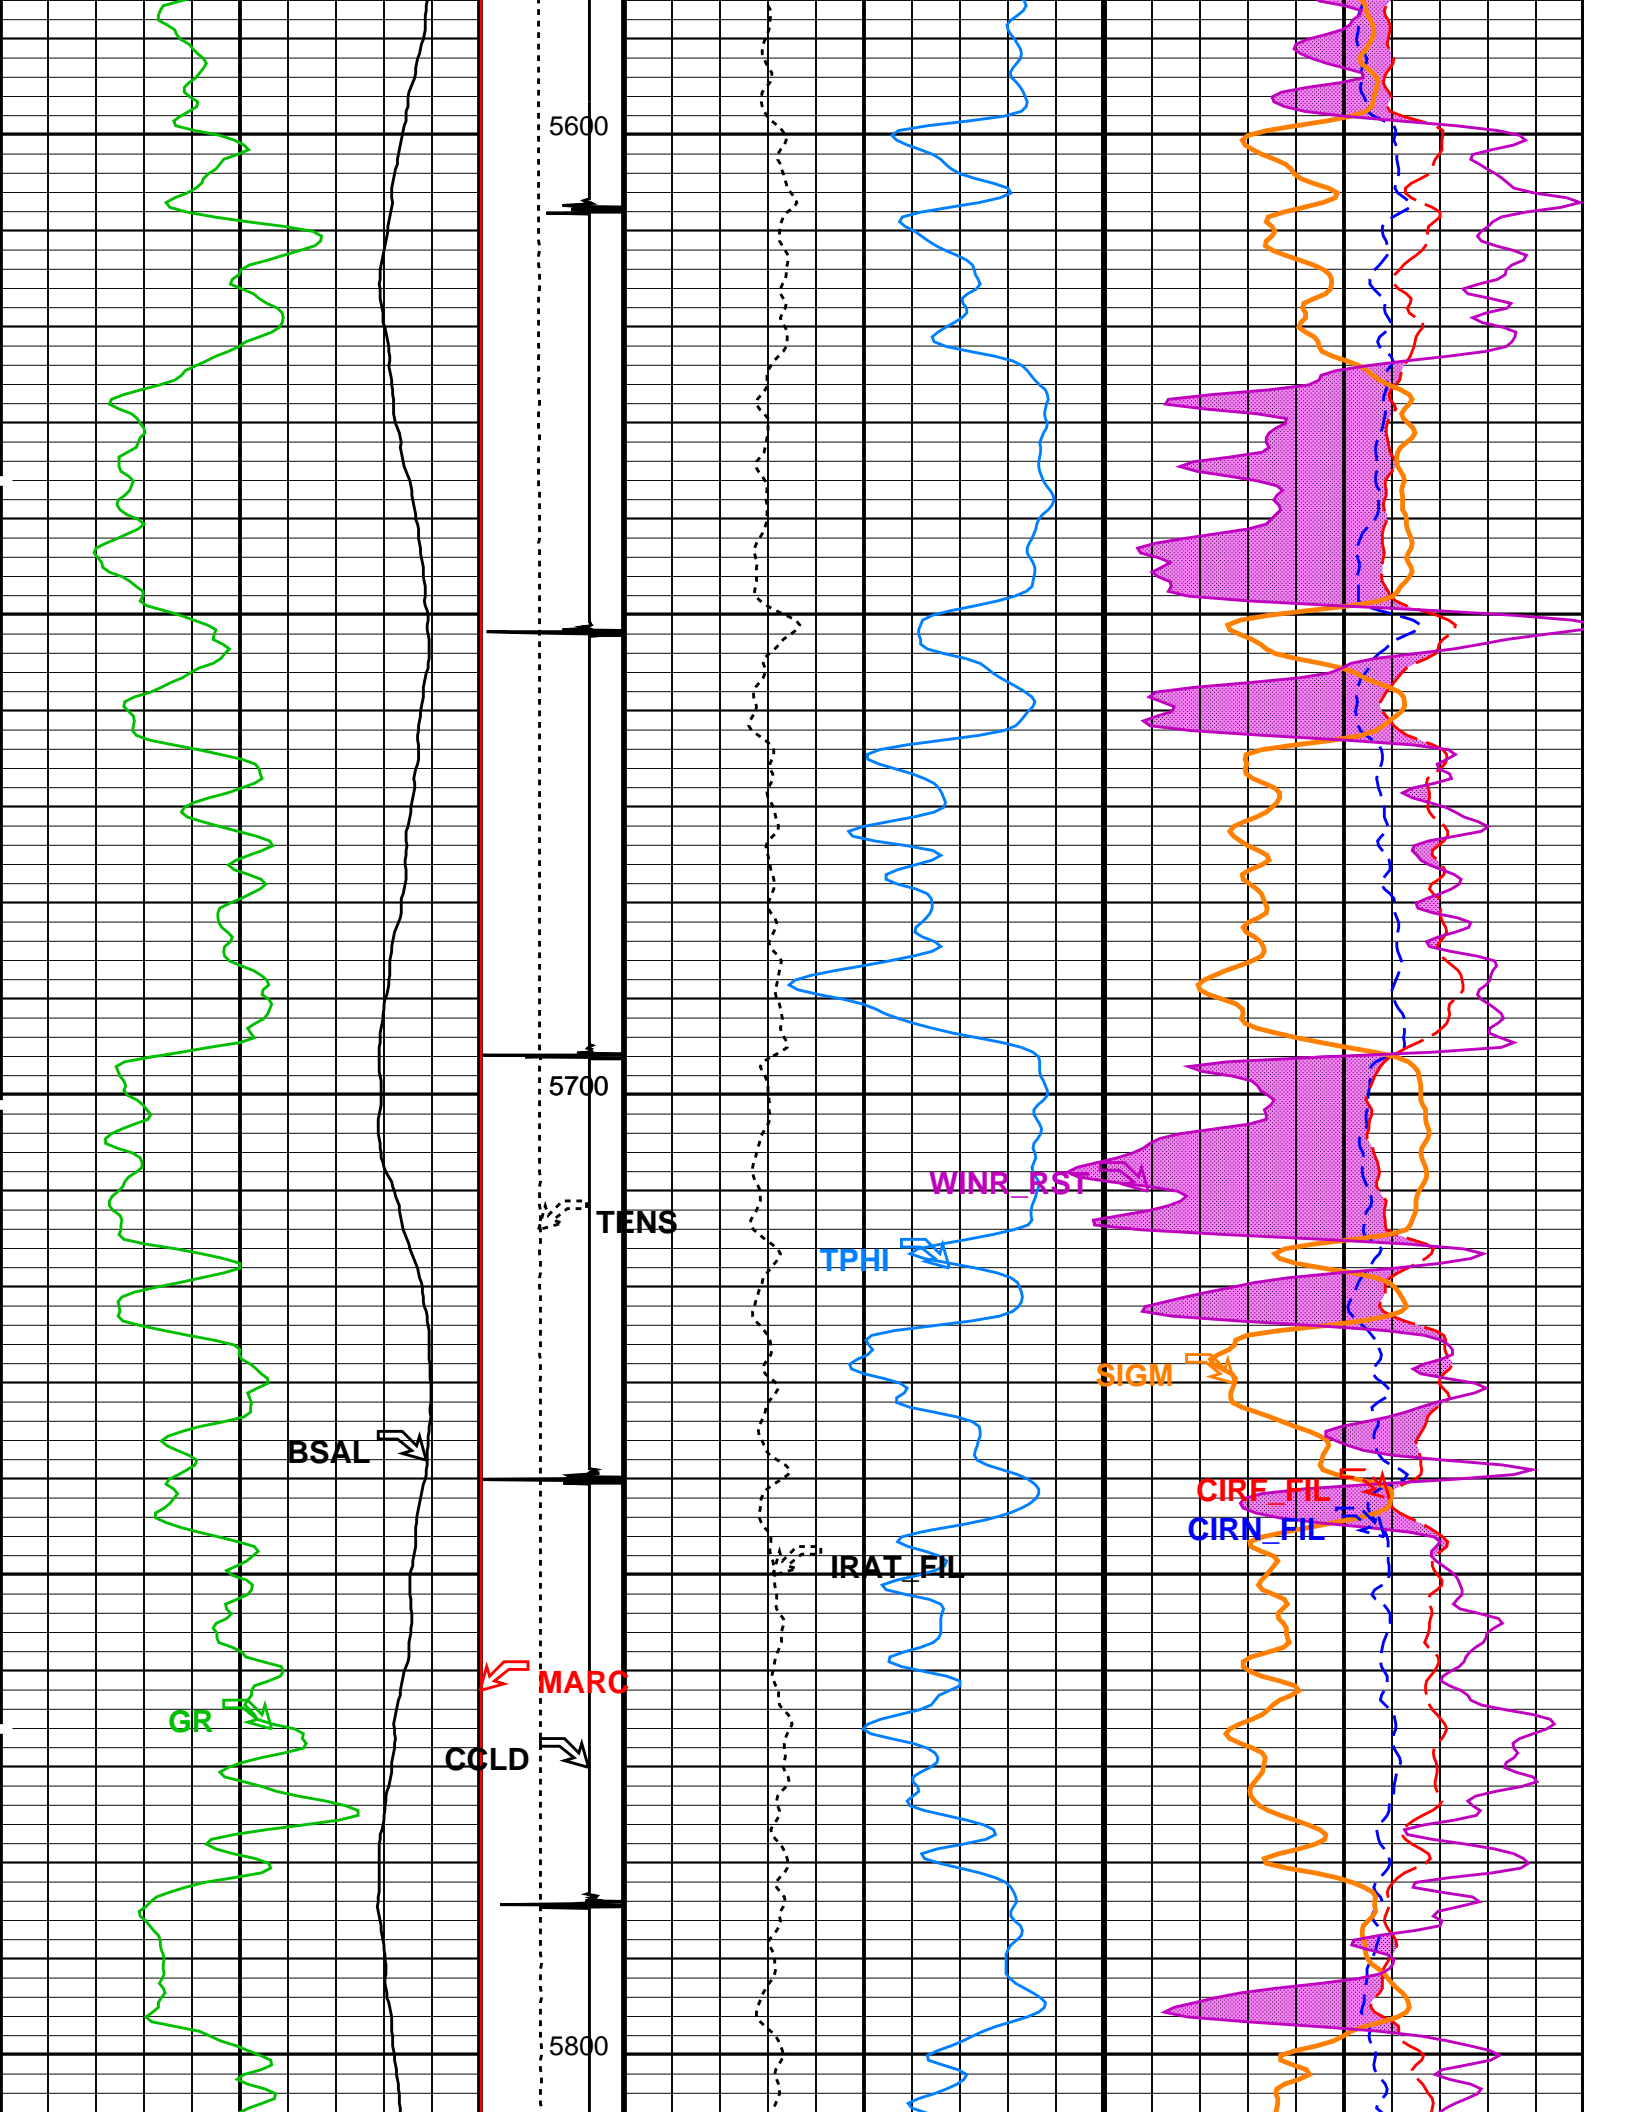 5600
5700
WINR_RST
TENS
TPHI
SIGM
BSAL
CIRF_FIL
CIRN_FIL
IRAT_FIL
MARC
GR
CCLD
5800